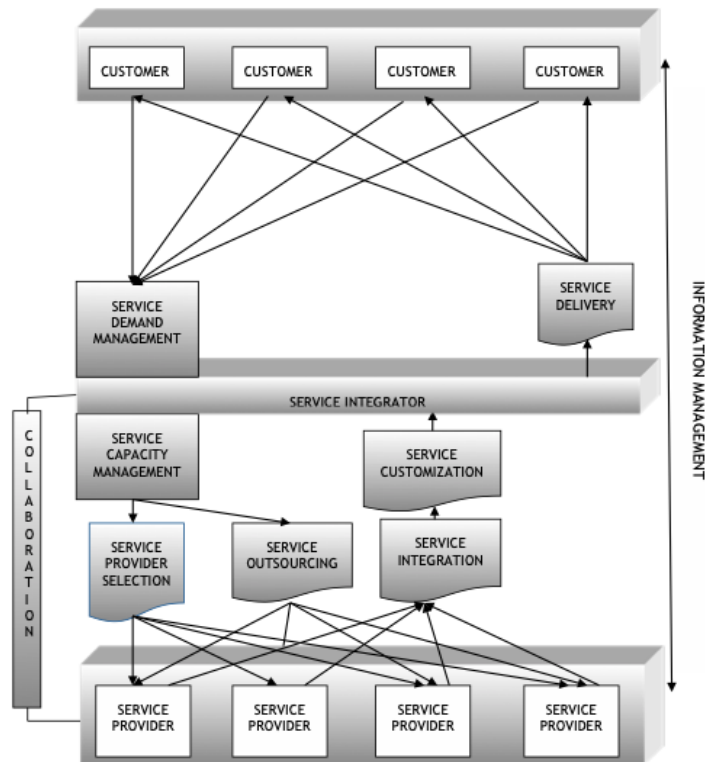 CUSTOMER
CUSTOMER
CUSTOMER
CUSTOMER
SERVICE
DEMAND
MANAGEMENT
SERVICE
DELIVERY
INFORMATION MANAGEMENT
SERVICE INTEGRATOR
COLLABORATION
SERVICE
CAPACITY
MANAGEMENT
SERVICE
CUSTOMIZATION
SERVICE
PROVIDER
SELECTION
SERVICE
OUTSOURCING
SERVICE
INTEGRATION
SERVICE
PROVIDER
SERVICE
PROVIDER
SERVICE
PROVIDER
SERVICE
PROVIDER